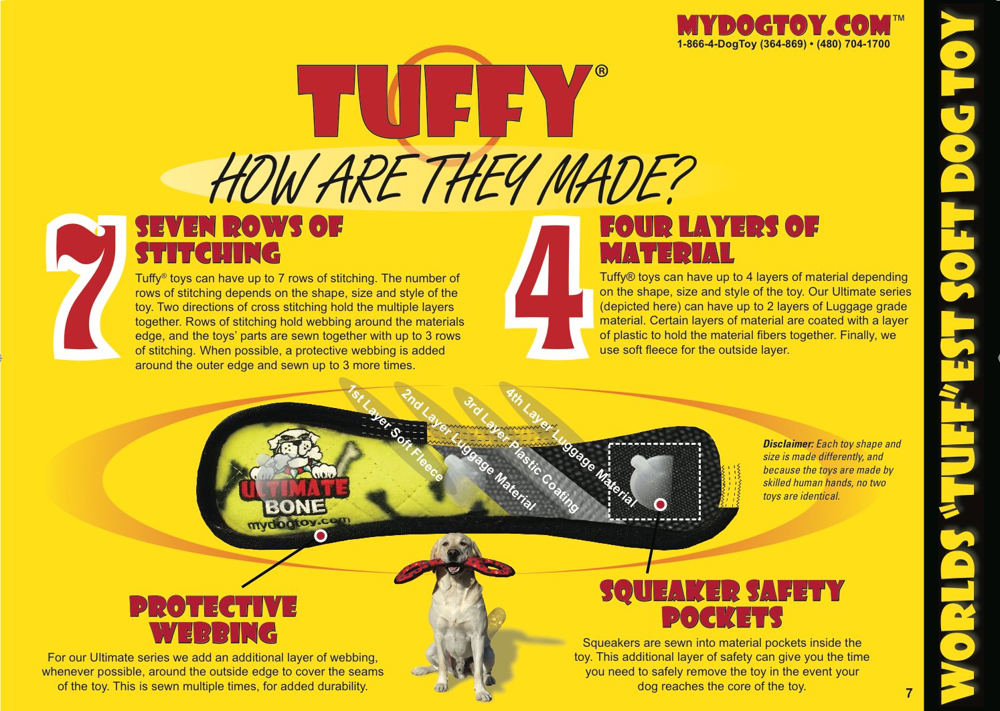 MYDOGTOY.COM™
1-866-4-DogToy (364-869) • (480) 704-1700
TUFFY®
HOW ARE THEY MADE?
7
SEVEN ROWS OF
STITCHING
Tuffy® toys can have up to 7 rows of stitching. The number of
rows of stitching depends on the shape, size and style of the
toy. Two directions of cross stitching hold the multiple layers
together. Rows of stitching hold webbing around the materials
edge, and the toys’ parts are sewn together with up to 3 rows
of stitching. When possible, a protective webbing is added
around the outer edge and sewn up to 3 more times.
4
FOUR LAYERS OF
MATERIAL
Tuffy® toys can have up to 4 layers of material depending
on the shape, size and style of the toy. Our Ultimate series
(depicted here) can have up to 2 layers of Luggage grade
material. Certain layers of material are coated with a layer
of plastic to hold the material fibers together. Finally, we
use soft fleece for the outside layer.
1st Layer Soft Fleece
2nd Layer Luggage Material
3rd Layer Plastic Coating
4th Layer Luggage Material
ULTIMATE
BONE
mydogtoy.com
Disclaimer: Each toy shape and
size is made differently, and
because the toys are made by
skilled human hands, no two
toys are identical.
PROTECTIVE
WEBBING
For our Ultimate series we add an additional layer of webbing,
whenever possible, around the outside edge to cover the seams
of the toy. This is sewn multiple times, for added durability.
SQUEAKER SAFETY
POCKETS
Squeakers are sewn into material pockets inside the
toy. This additional layer of safety can give you the time
you need to safely remove the toy in the event your
dog reaches the core of the toy.
7
WORLDS "TUFF"EST SOFT DOG TOY